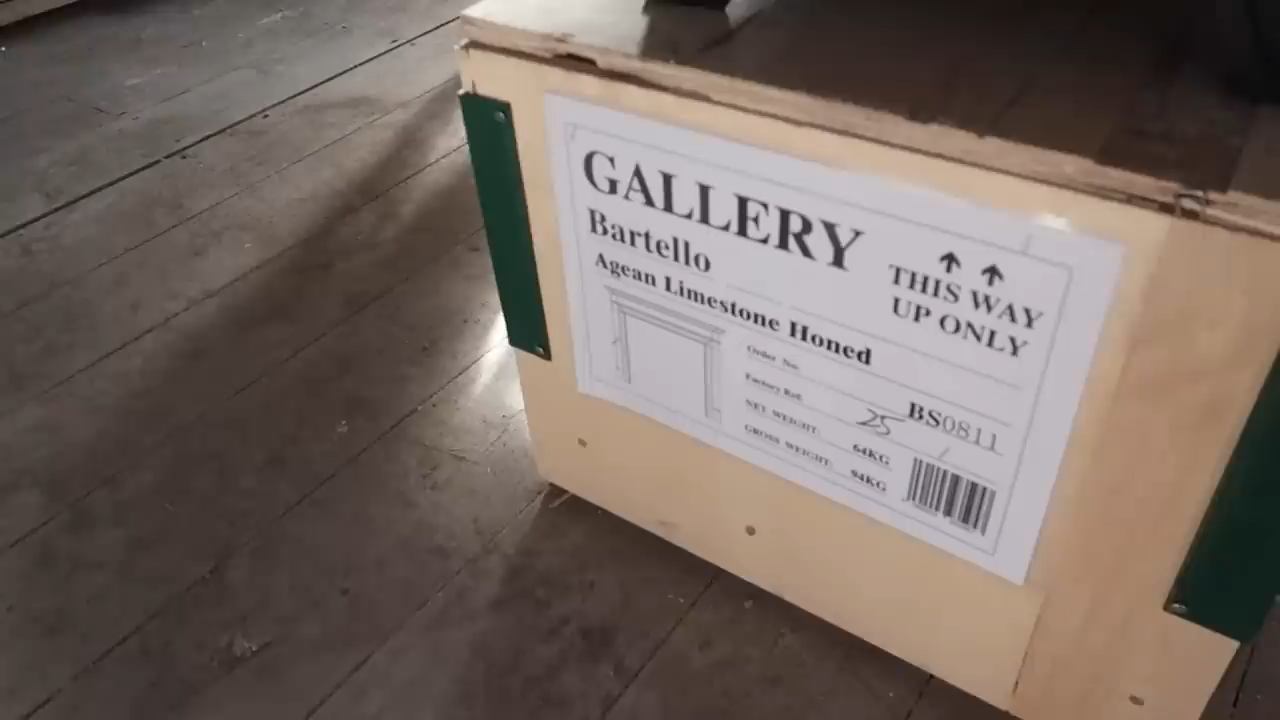 GALLERY
Bartello
Agean Limestone Honed
THIS WAY
UP ONLY
Order No.
BS0811
Factory Ref.
25
NET WEIGHT: 64KG
GROSS WEIGHT: 94KG